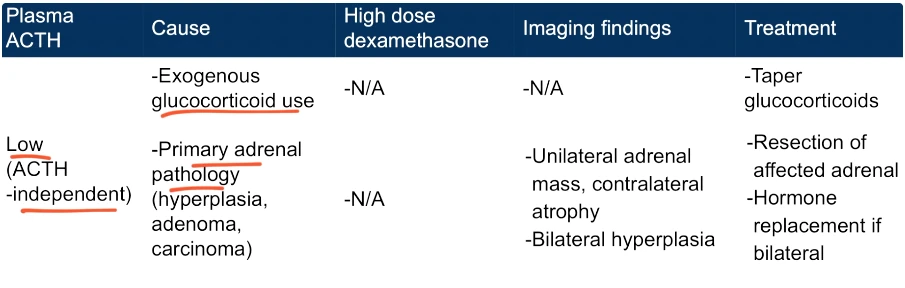 Plasma ACTH
Cause
High dose dexamethasone
Imaging findings
Treatment
Low
(ACTH
-independent)
-Exogenous
glucocorticoid use
-N/A
-N/A
-Taper
glucocorticoids
-Primary adrenal
pathology
(hyperplasia,
adenoma,
carcinoma)
-N/A
-Unilateral adrenal
mass, contralateral
atrophy
-Bilateral hyperplasia
-Resection of
affected adrenal
-Hormone
replacement if
bilateral